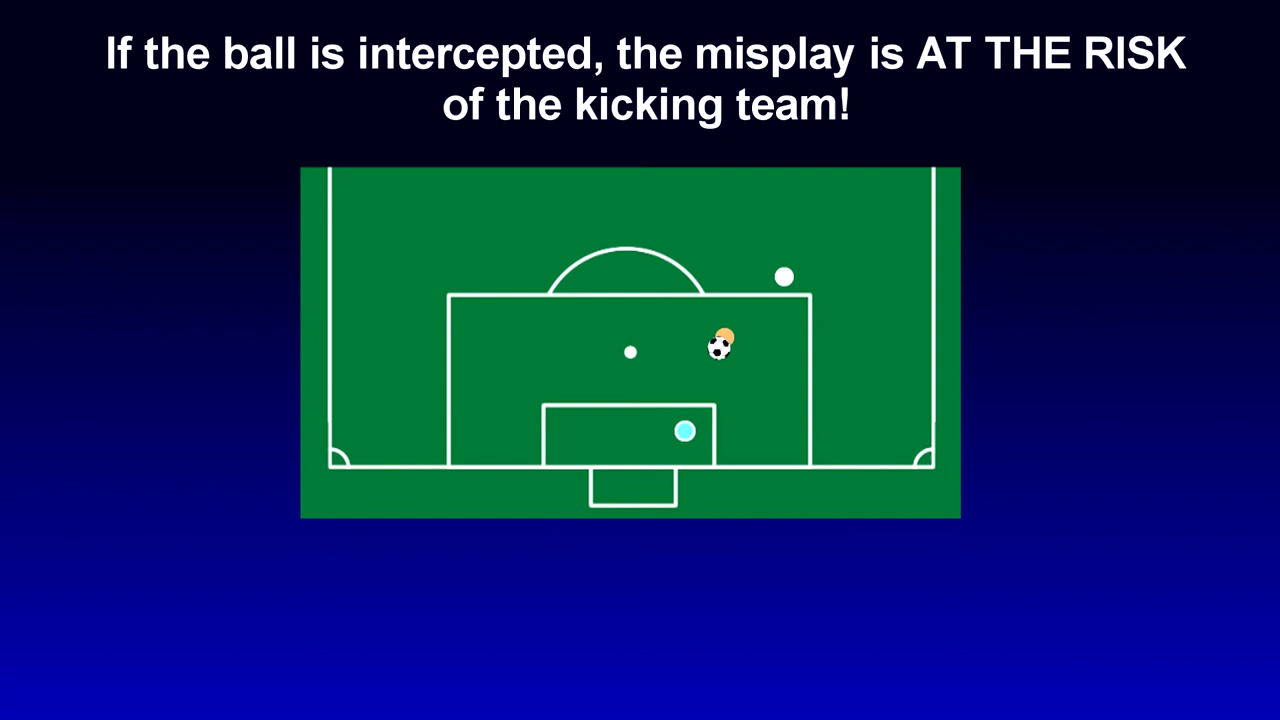 If the ball is intercepted, the misplay is AT THE RISK
of the kicking team!